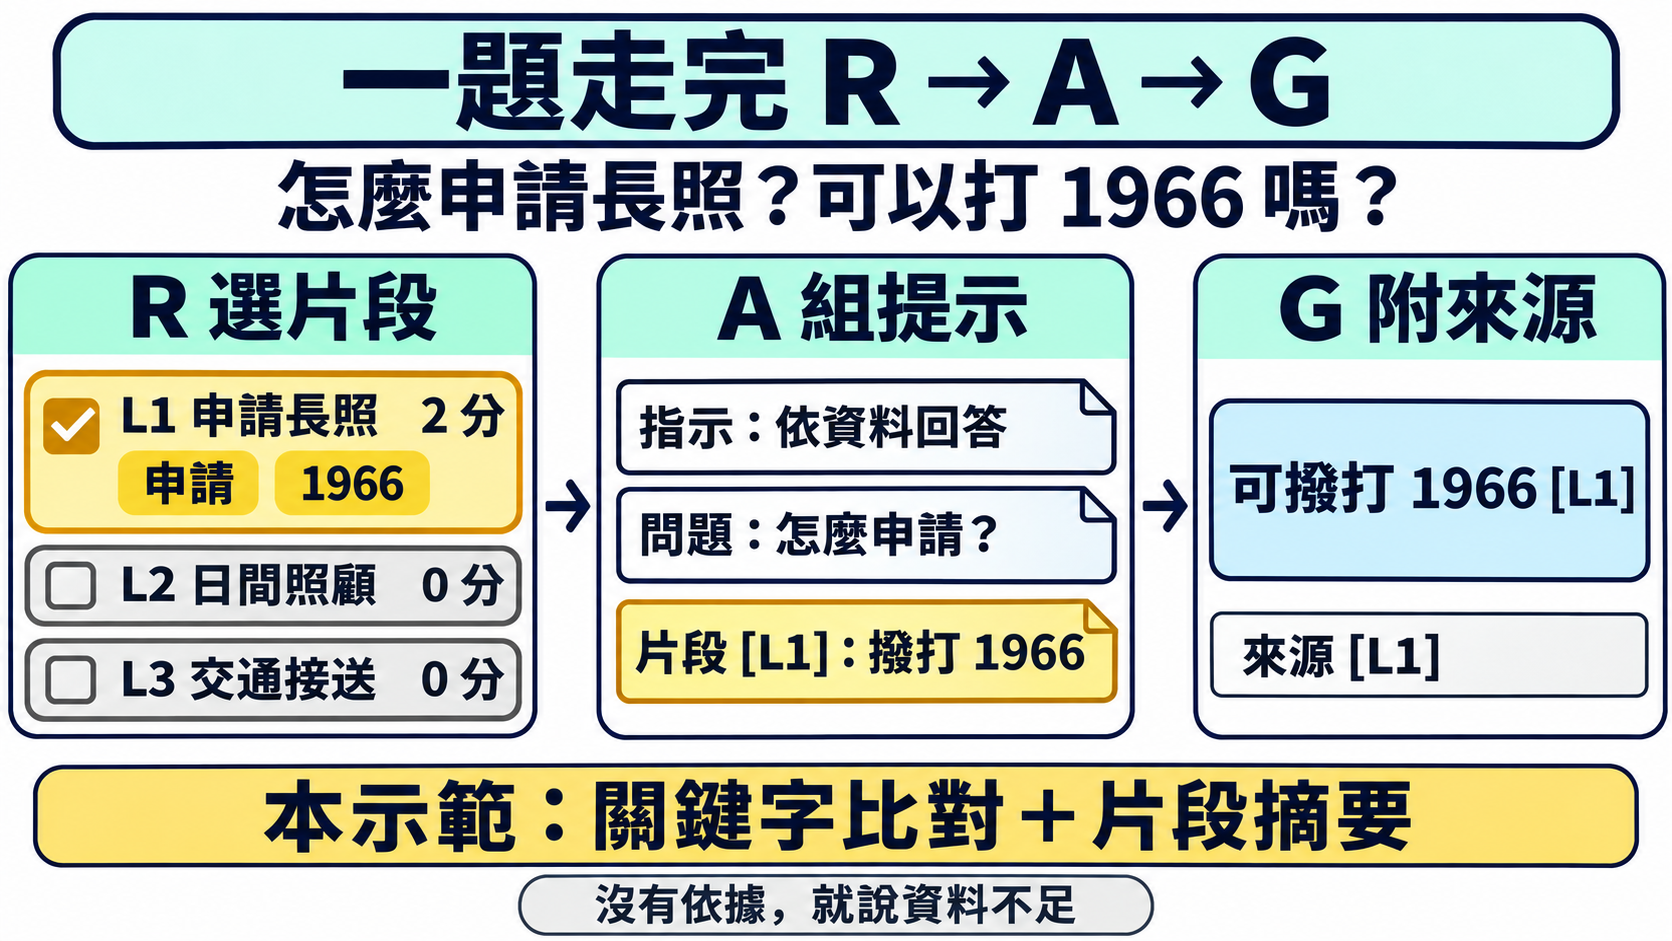 一題走完 R → A → G
怎麼申請長照？可以打 1966 嗎？
R 選片段
L1 申請長照 2 分
申請 1966
L2 日間照顧 0 分
L3 交通接送 0 分
→
A 組提示
指示：依資料回答
問題：怎麼申請？
片段 [L1]：撥打 1966
→
G 附來源
可撥打 1966 [L1]
來源 [L1]
本示範：關鍵字比對＋片段摘要
沒有依據，就說資料不足